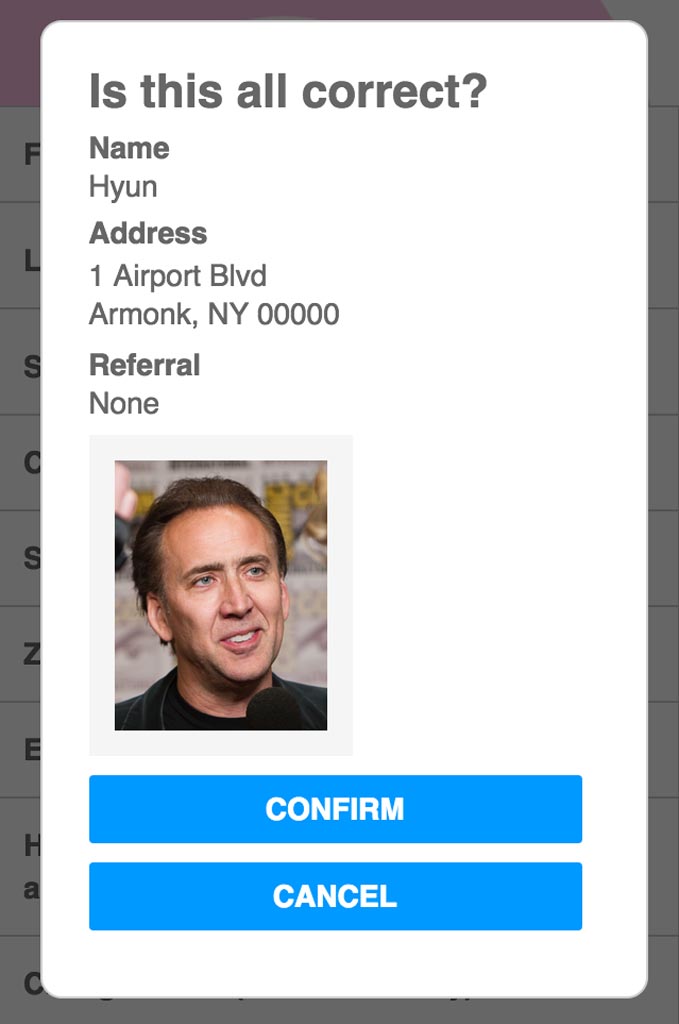 Is this all correct?
Name
Hyun
Address
1 Airport Blvd
Armonk, NY 00000
Referral
None
CONFIRM
CANCEL